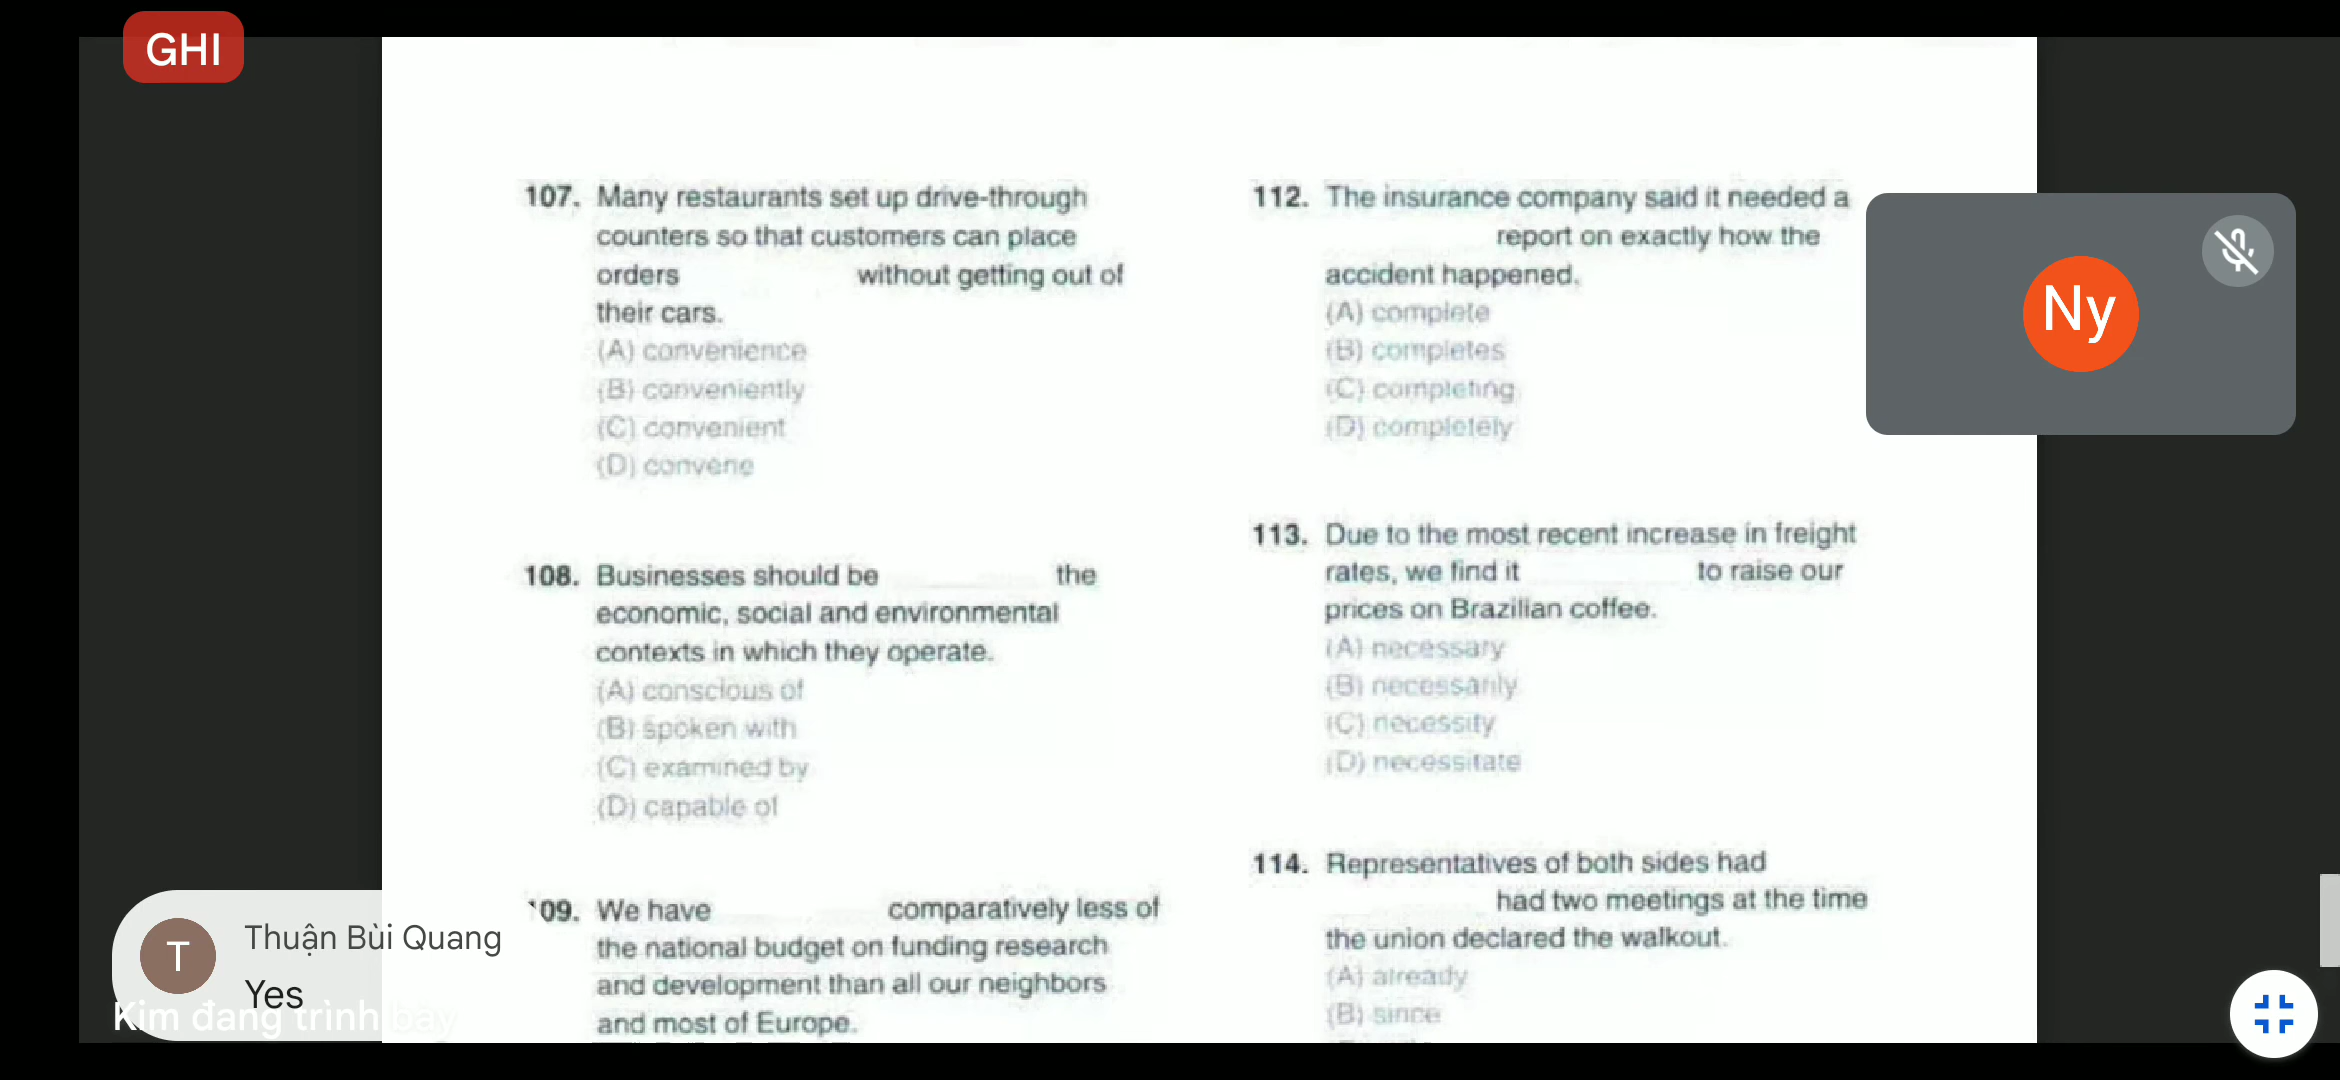 GHI
107. Many restaurants set up drive-through
counters so that customers can place
orders without getting out of
their cars.
(A) convenience
(B) conveniently
(C) convenient
(D) convene
108. Businesses should be the
economic, social and environmental
contexts in which they operate.
(A) conscious of
(B) spoken with
(C) examined by
(D) capable of
109. We have comparatively less of
the national budget on funding research
and development than all our neighbors
and most of Europe.
112. The insurance company said it needed a
report on exactly how the
accident happened.
(A) complete
(B) completes
(C) completing
(D) completely
113. Due to the most recent increase in freight
rates, we find it to raise our
prices on Brazilian coffee.
(A) necessary
(B) necessarily
(C) necessity
(D) necessitate
114. Representatives of both sides had
had two meetings at the time
the union declared the walkout.
(A) already
(B) since
Ny
T
Thuận Bùi Quang
Yes
Kim đang trình bày